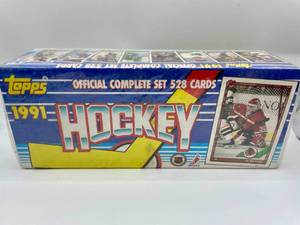 OFFICIAL COMPLETE SET 528 CARDS
TOPPS
1991
HOCKEY